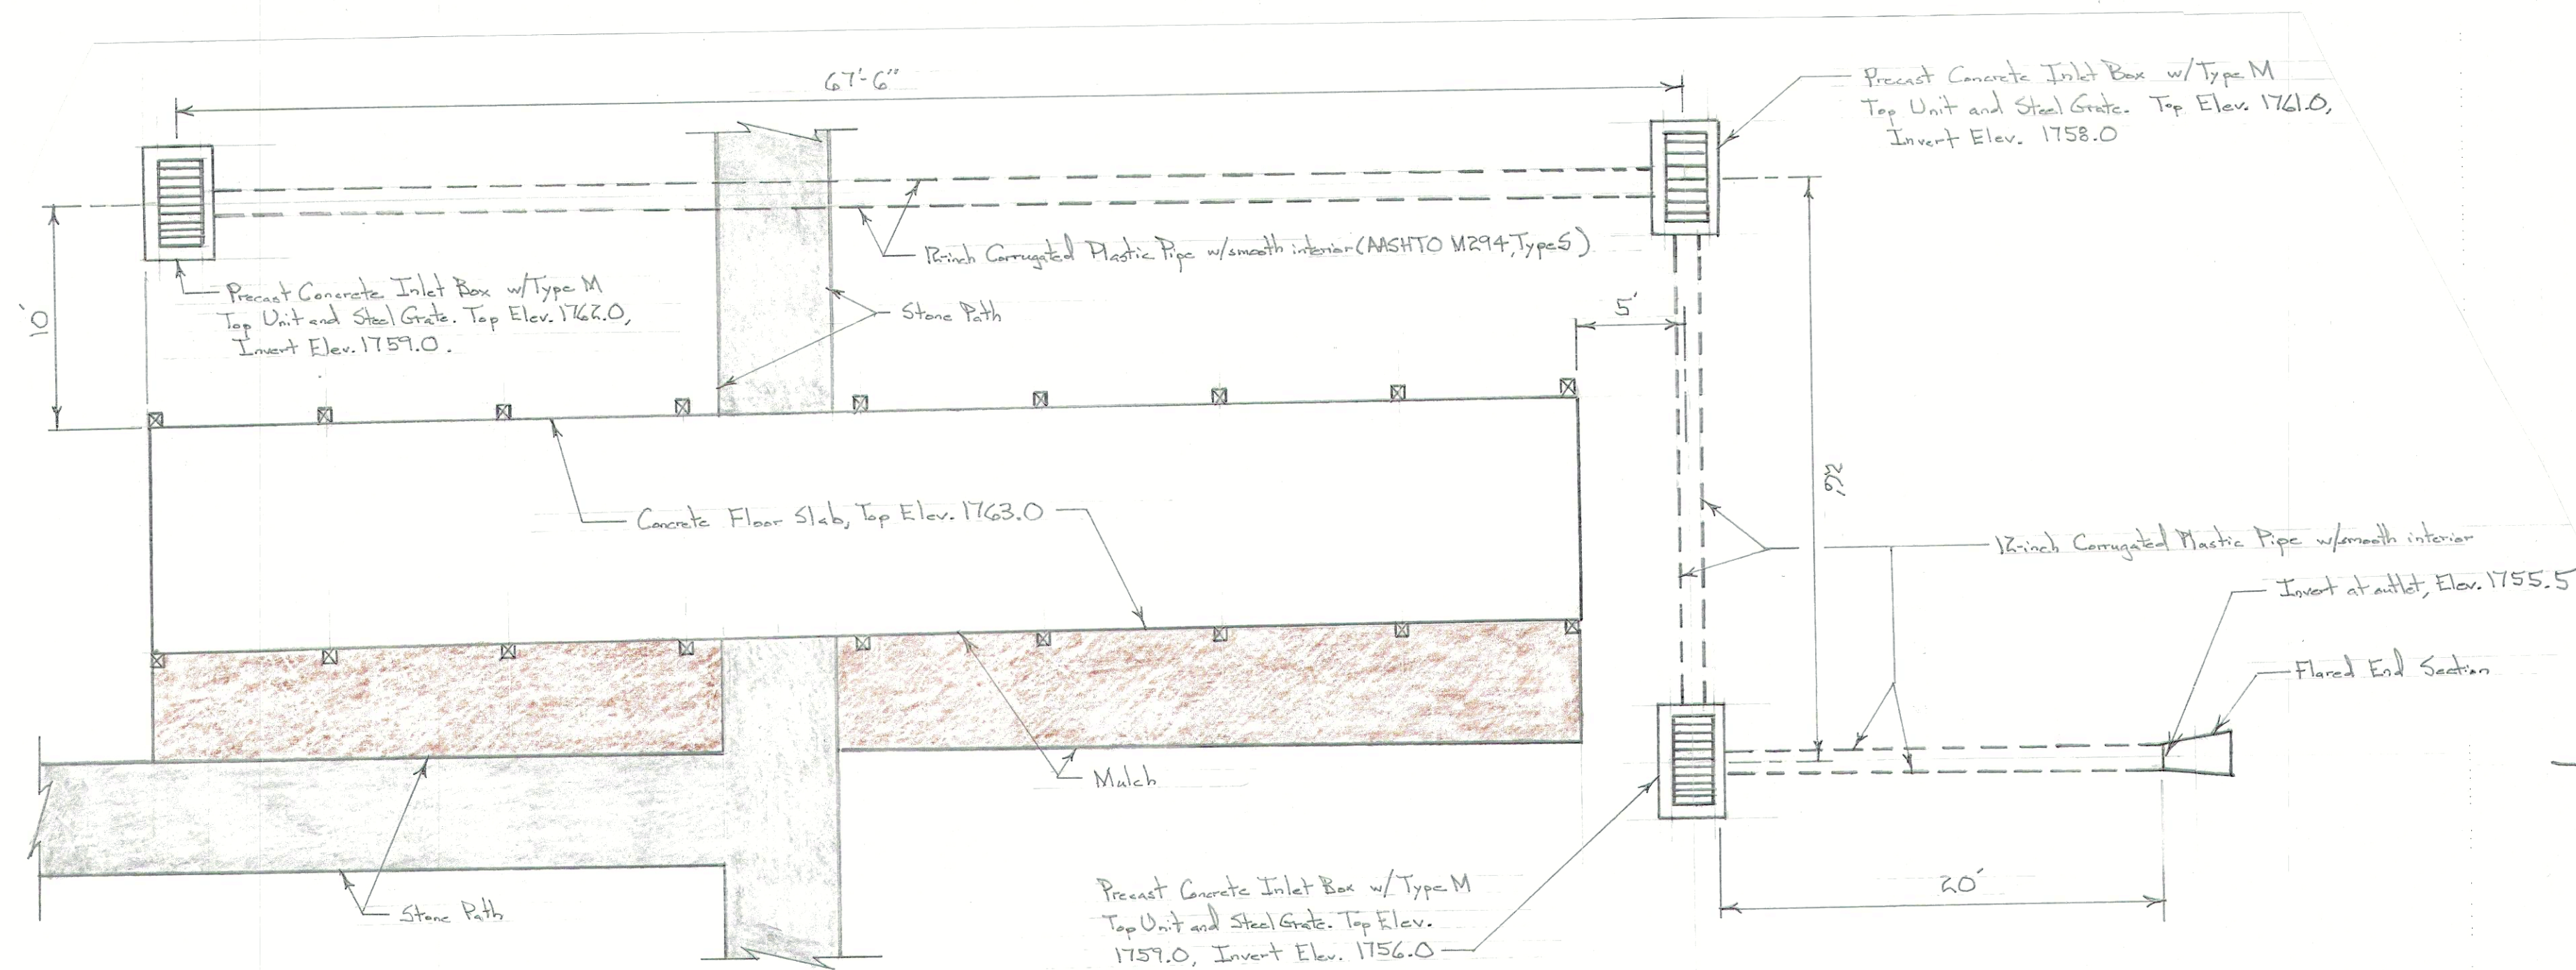 67'-6"
Precast Concrete Inlet Box w/Type M
Top Unit and Steel Grate. Top Elev. 1761.0,
Invert Elev. 1758.0
12-inch Corrugated Plastic Pipe w/smooth interior (AASHTO M294, Type S)
Precast Concrete Inlet Box w/Type M
Top Unit and Steel Grate. Top Elev. 1762.0,
Invert Elev. 1759.0.
10'
Stone Path
5'
26'
Concrete Floor Slab, Top Elev. 1763.0
12-inch Corrugated Plastic Pipe w/smooth interior
Invert at outlet, Elev. 1755.5
Flared End Section
Mulch
Stone Path
Precast Concrete Inlet Box w/Type M
Top Unit and Steel Grate. Top Elev.
1759.0, Invert Elev. 1756.0
20'